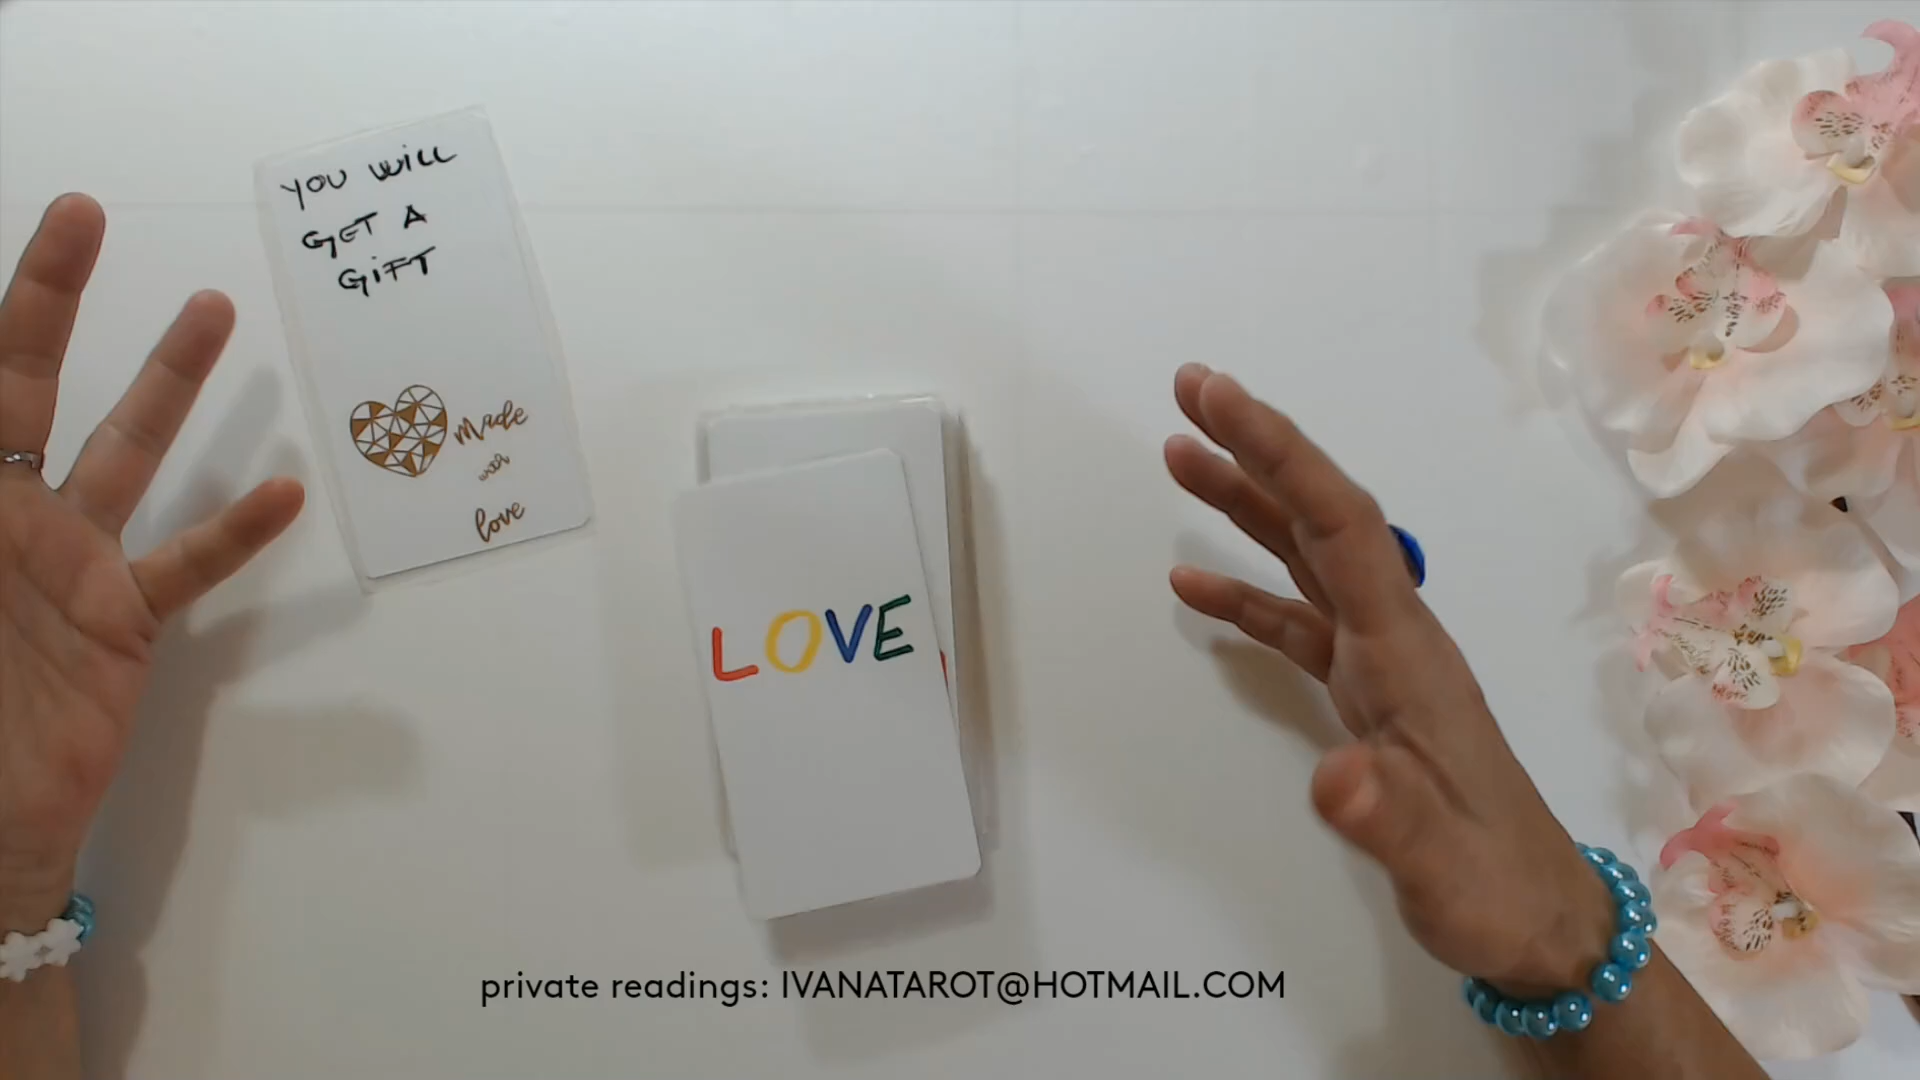 YOU WiLL
GET A
GiFT
Made
with
love
LOVE
private readings: IVANATAROT@HOTMAIL.COM